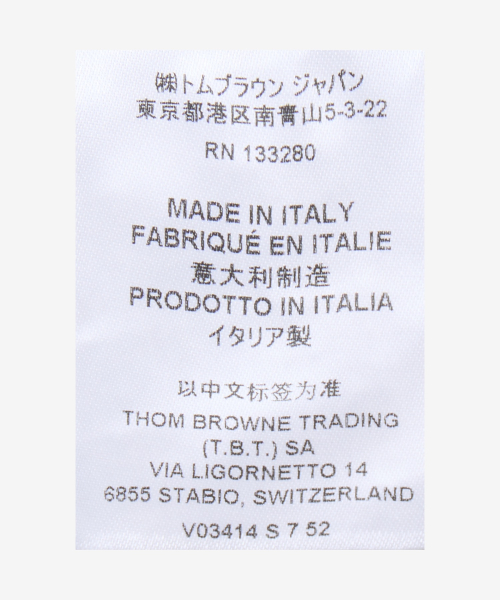 ㈱トムブラウン ジャパン
東京都港区南青山5-3-22
RN 133280
MADE IN ITALY
FABRIQUÉ EN ITALIE
意大利制造
PRODOTTO IN ITALIA
イタリア製
以中文标签为准
THOM BROWNE TRADING
(T.B.T.) SA
VIA LIGORNETTO 14
6855 STABIO, SWITZERLAND
V03414 S 7 52